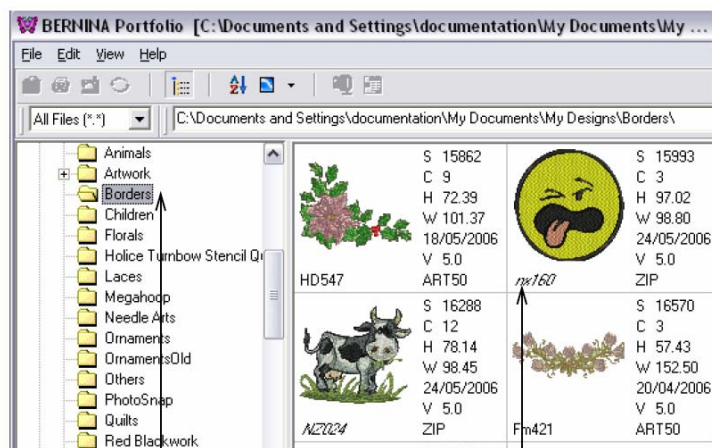 BERNINA Portfolio [C:\Documents and Settings\documentation\My Documents\My ...
File Edit View Help
All Files (*.*) C:\Documents and Settings\documentation\My Documents\My Designs\Borders\
Animals
Artwork
Borders
Children
Florals
Holice Turnbow Stencil Qu
Laces
Megahoop
Needle Arts
Ornaments
OrnamentsOld
Others
PhotoSnap
Quilts
Red Blackwork
S 15862
C 9
H 72.39
W 101.37
18/05/2006
V 5.0
HD547 ART50
S 15993
C 3
H 97.02
W 98.80
24/05/2006
V 5.0
nx160 ZIP
S 16288
C 12
H 78.14
W 98.45
24/05/2006
V 5.0
NZ024 ZIP
S 16570
C 3
H 57.43
W 152.50
20/04/2006
V 5.0
Fm421 ART50